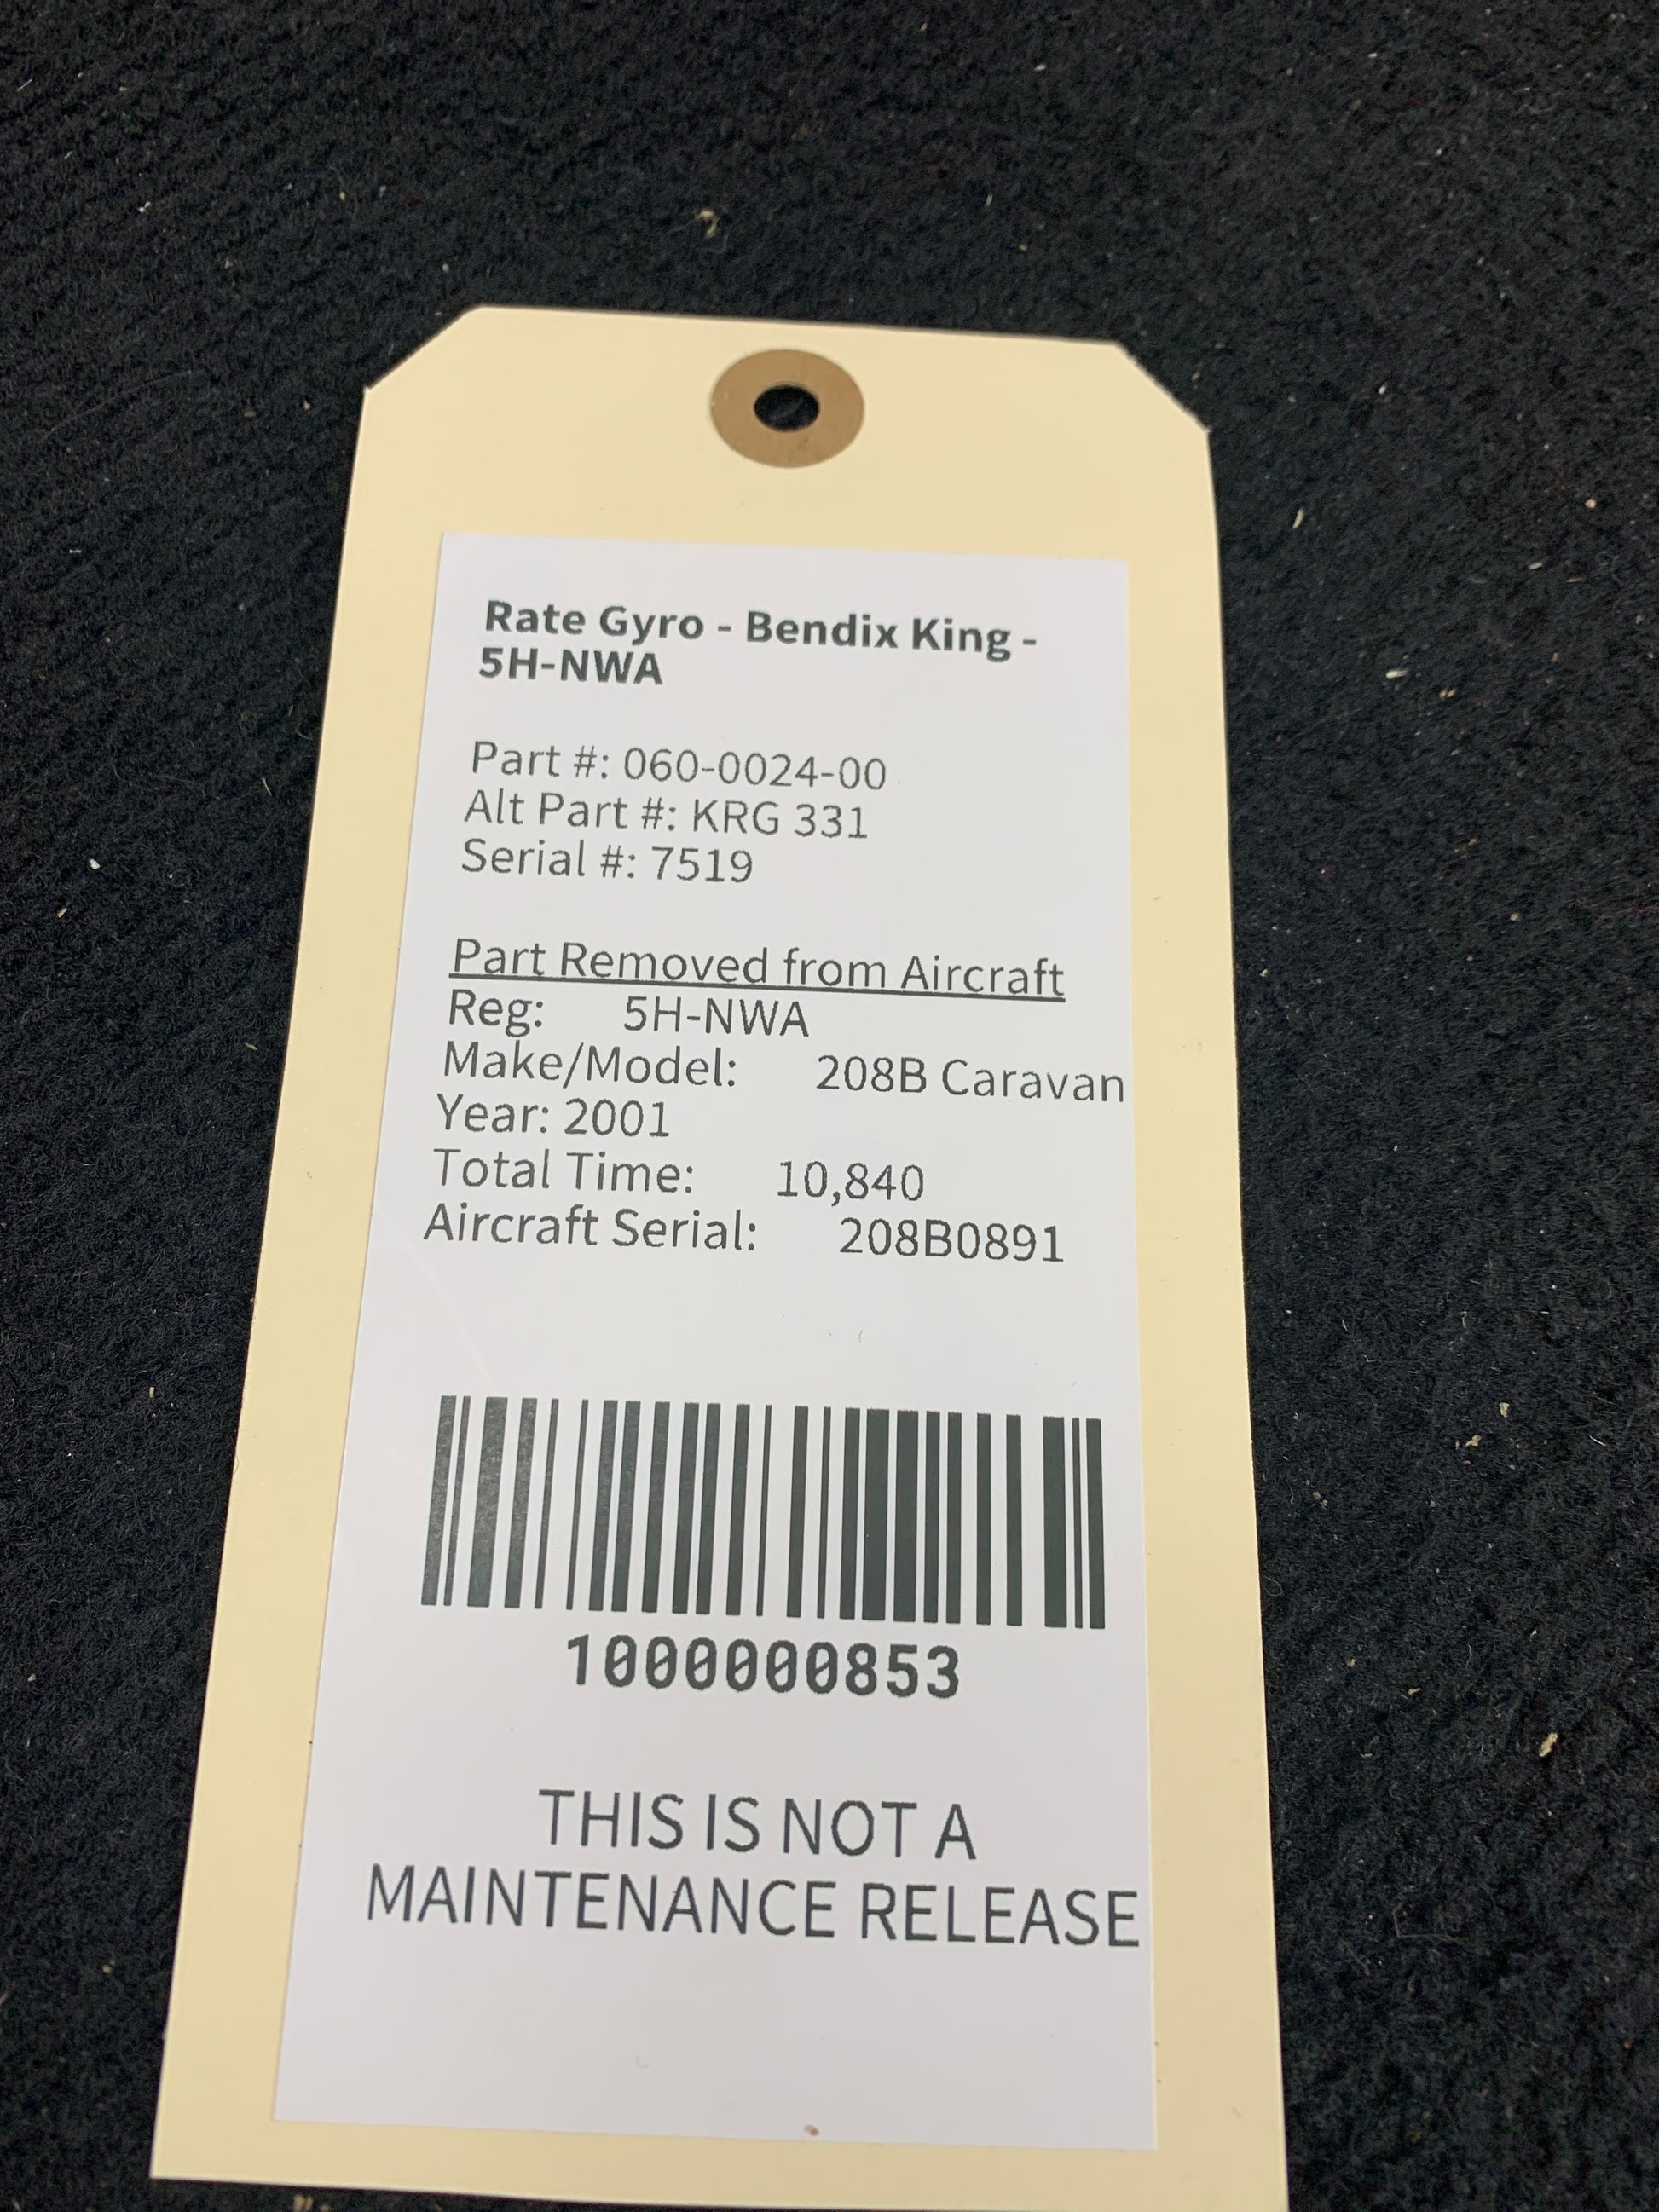 Rate Gyro - Bendix King -
5H-NWA
Part #: 060-0024-00
Alt Part #: KRG 331
Serial #: 7519
Part Removed from Aircraft
Reg: 5H-NWA
Make/Model: 208B Caravan
Year: 2001
Total Time: 10,840
Aircraft Serial: 208B0891
1000000853
THIS IS NOT A
MAINTENANCE RELEASE